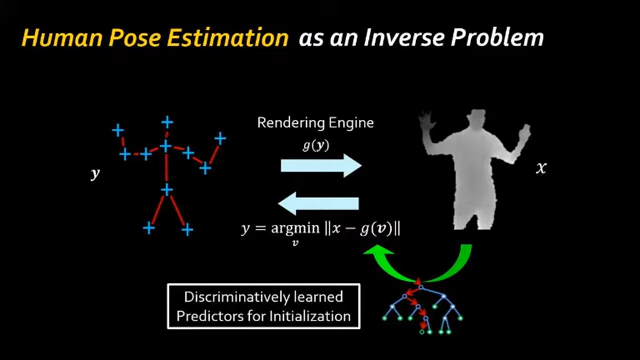 Human Pose Estimation as an Inverse Problem
Rendering Engine
g(y)
y
x
y = argmin ‖x − g(v)‖
v
Discriminatively learned
Predictors for Initialization